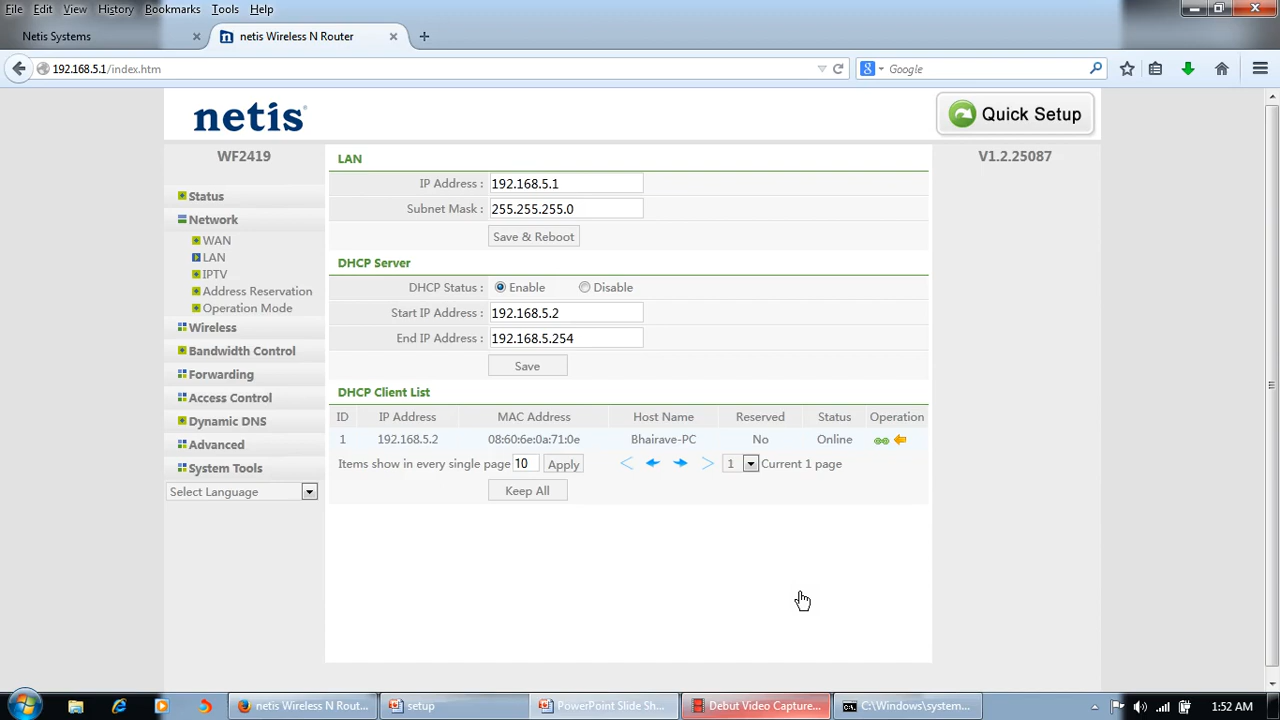 File Edit View History Bookmarks Tools Help
Netis Systems × netis Wireless N Router × +
192.168.5.1/index.htm Google
netis Quick Setup
WF2419 LAN V1.2.25087
IP Address : 192.168.5.1
Subnet Mask : 255.255.255.0
Save & Reboot
Status
Network
WAN
LAN
IPTV
Address Reservation
Operation Mode
Wireless
Bandwidth Control
Forwarding
Access Control
Dynamic DNS
Advanced
System Tools
Select Language
DHCP Server
DHCP Status : Enable Disable
Start IP Address : 192.168.5.2
End IP Address : 192.168.5.254
Save
DHCP Client List
ID IP Address MAC Address Host Name Reserved Status Operation
1 192.168.5.2 08:60:6e:0a:71:0e Bhairave-PC No Online
Items show in every single page 10 Apply 1 Current 1 page
Keep All
netis Wireless N Rout... setup PowerPoint Slide Sh... Debut Video Capture... C:\Windows\system... 1:52 AM